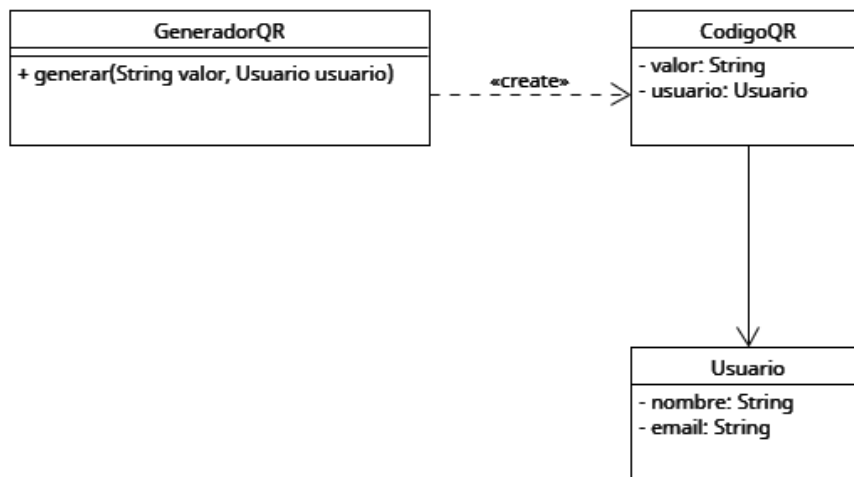 GeneradorQR
+ generar(String valor, Usuario usuario)
«create»
CodigoQR
- valor: String
- usuario: Usuario
Usuario
- nombre: String
- email: String